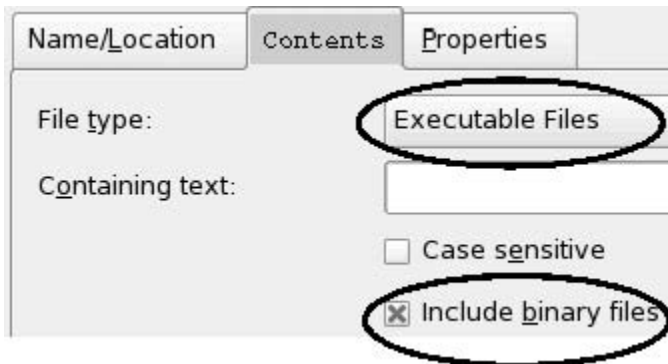 Name/Location Contents Properties
File type: Executable Files
Containing text:
Case sensitive
Include binary files